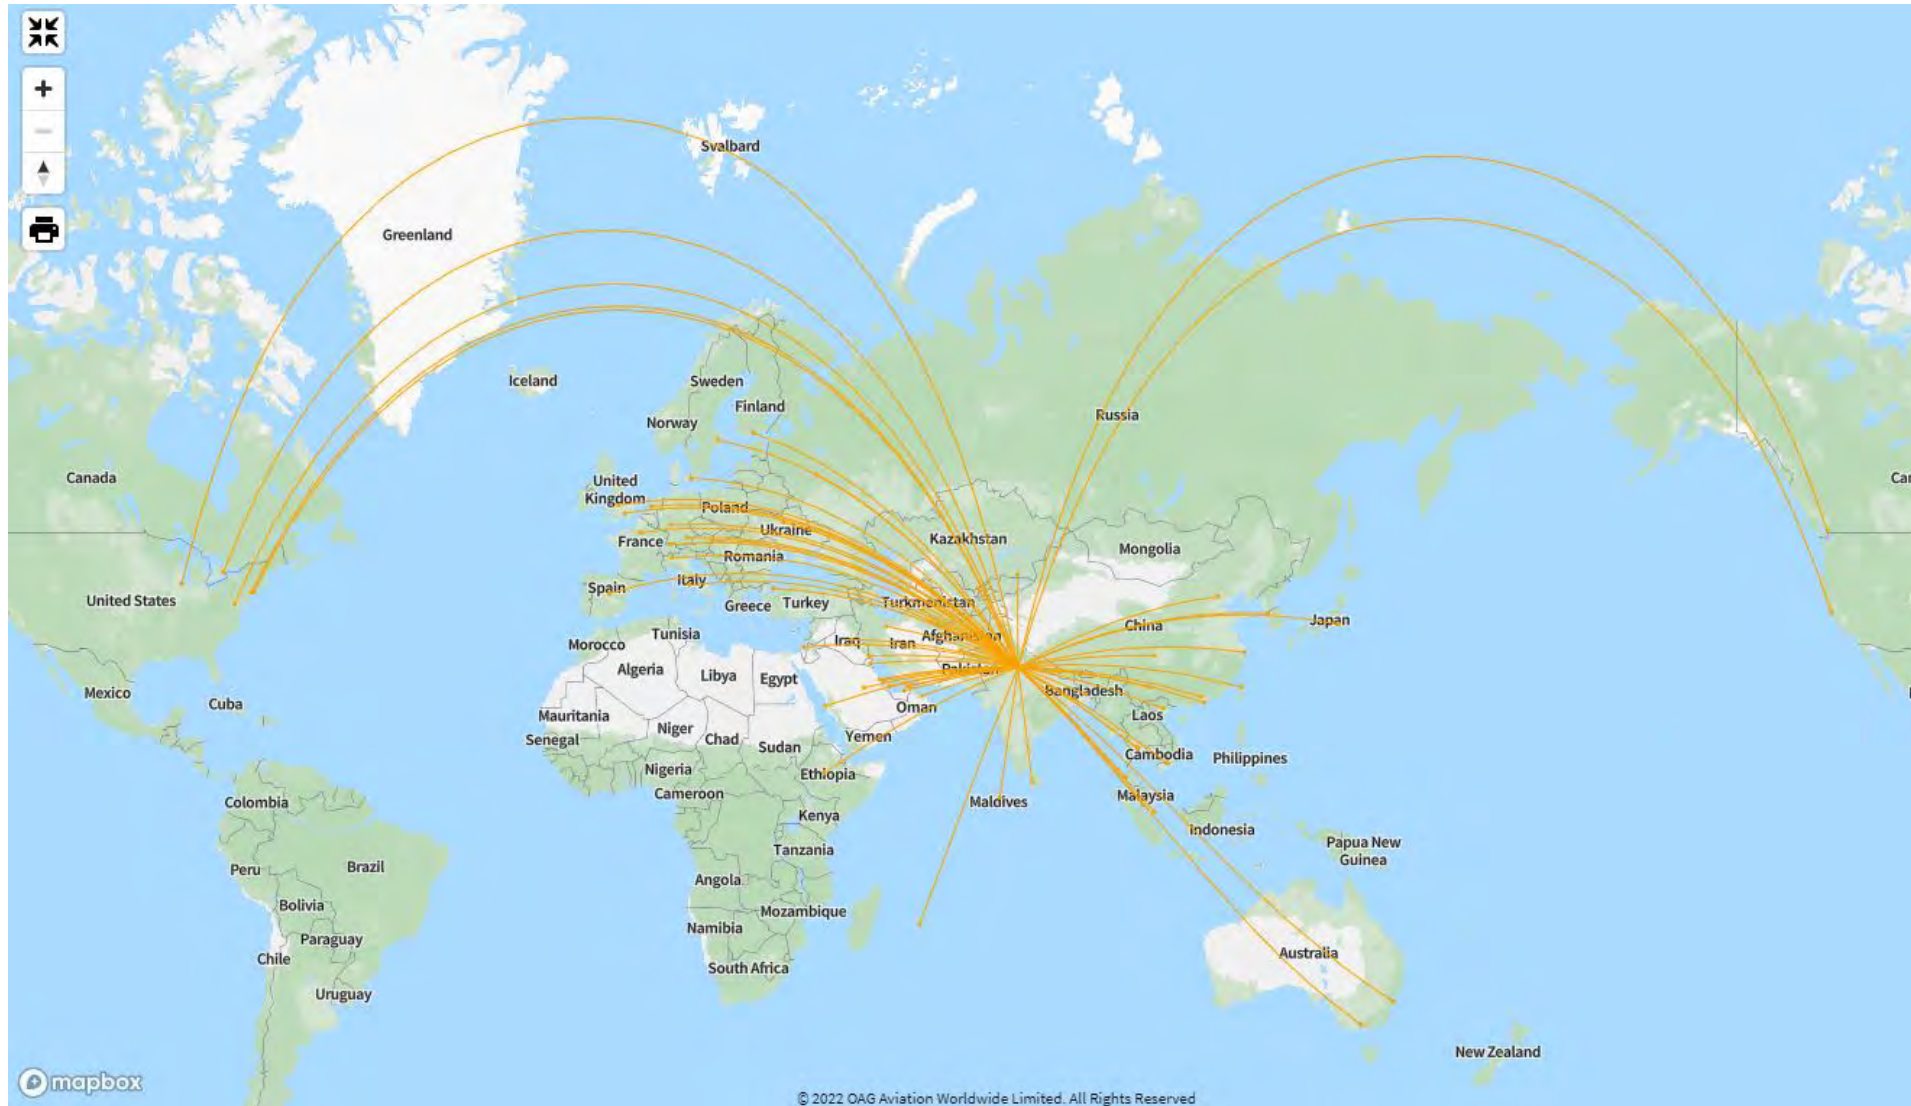 +
−
Svalbard
Greenland
Iceland
Sweden
Finland
Norway
Russia
Canada
United
Kingdom
Poland
Ukraine
France
Kazakhstan
Mongolia
Romania
Spain
Italy
United States
Greece
Turkey
Turkmenistan
Japan
China
Tunisia
Afghanistan
Morocco
Iraq
Iran
Algeria
Libya
Egypt
Pakistan
Mexico
Cuba
Bangladesh
Oman
Mauritania
Laos
Niger
Chad
Sudan
Yemen
Senegal
Cambodia
Philippines
Nigeria
Ethiopia
Cameroon
Malaysia
Colombia
Maldives
Kenya
Indonesia
Papua New
Guinea
Tanzania
Peru
Brazil
Angola
Bolivia
Mozambique
Namibia
Paraguay
Australia
Chile
South Africa
Uruguay
New Zealand
mapbox
© 2022 OAG Aviation Worldwide Limited. All Rights Reserved